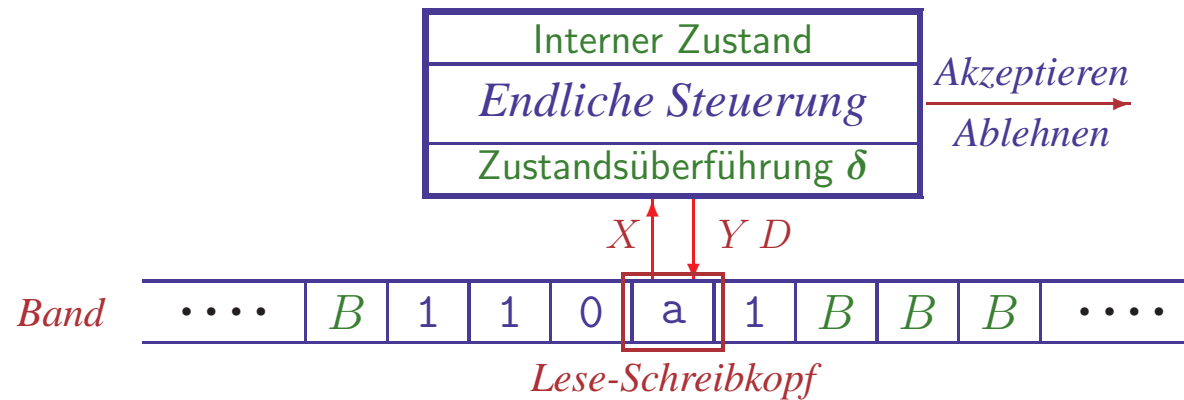 Interner Zustand
Endliche Steuerung
Zustandsüberführung δ
Akzeptieren
Ablehnen
X
Y D
Band
.... B 1 1 0 a 1 B B B ....
Lese-Schreibkopf